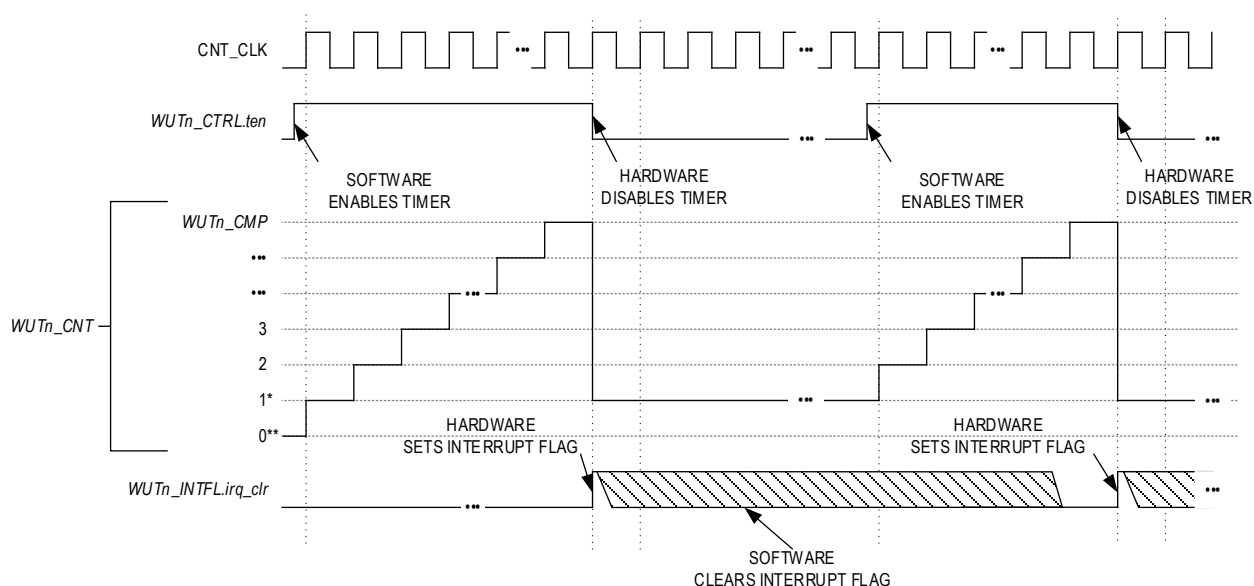 CNT_CLK
•••
•••
•••
WUTn_CTRL.ten
•••
•••
SOFTWARE
ENABLES TIMER
HARDWARE
DISABLES TIMER
SOFTWARE
ENABLES TIMER
HARDWARE
DISABLES TIMER
WUTn_CNT
WUTn_CMP
•••
•••
•••
•••
3
2
1*
•••
•••
0**
HARDWARE
SETS INTERRUPT FLAG
HARDWARE
SETS INTERRUPT FLAG
WUTn_INTFL.irq_clr
•••
•••
SOFTWARE
CLEARS INTERRUPT FLAG